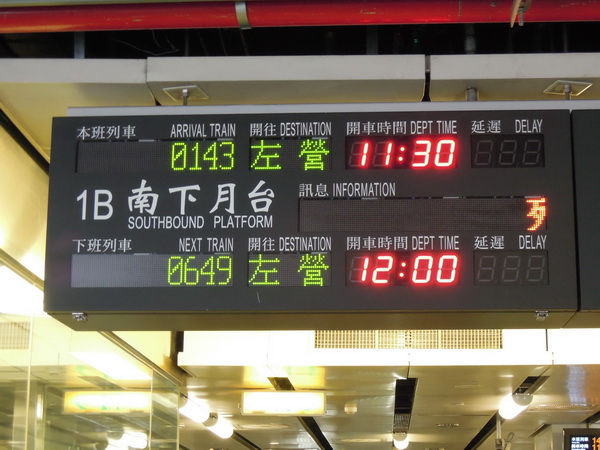 本班列車 ARRIVAL TRAIN 開往 DESTINATION 開車時間 DEPT TIME 延遲 DELAY
0143 左營 11:30
1B 南下月台 訊息 INFORMATION
SOUTHBOUND PLATFORM
下班列車 NEXT TRAIN 開往 DESTINATION 開車時間 DEPT TIME 延遲 DELAY
0649 左營 12:00